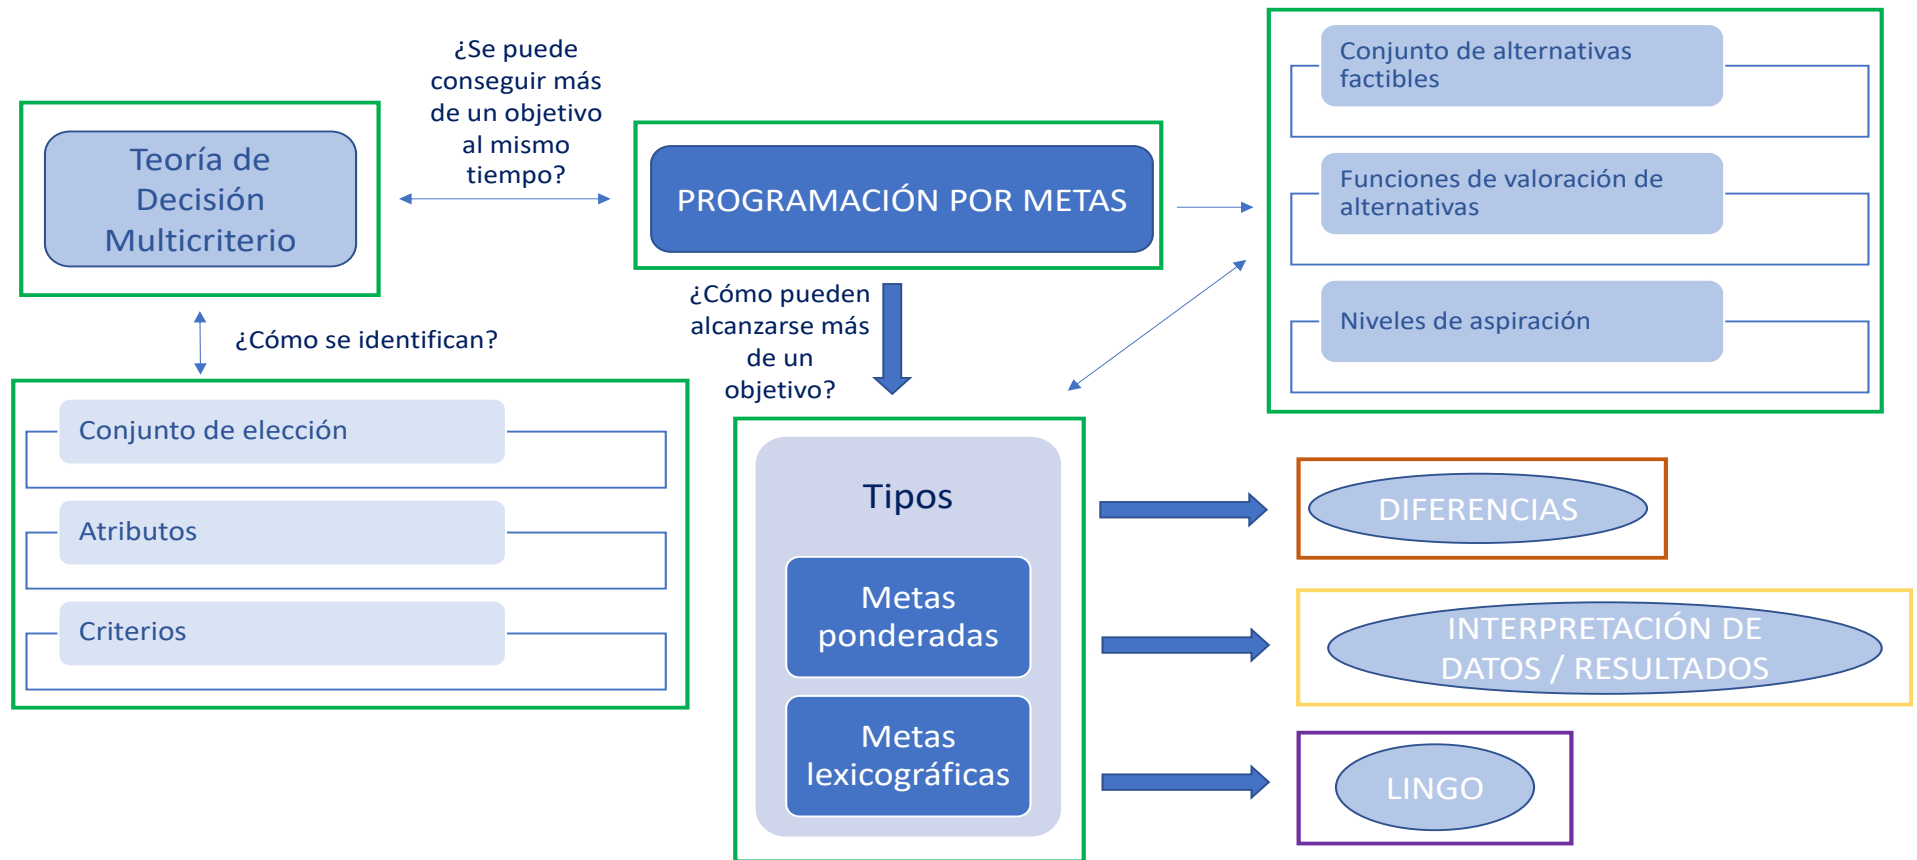 ¿Se puede
conseguir más
de un objetivo
al mismo
tiempo?
Teoría de
Decisión
Multicriterio
PROGRAMACIÓN POR METAS
Conjunto de alternativas
factibles
Funciones de valoración de
alternativas
Niveles de aspiración
¿Cómo se identifican?
¿Cómo pueden
alcanzarse más
de un
objetivo?
Conjunto de elección
Atributos
Criterios
Tipos
Metas
ponderadas
Metas
lexicográficas
DIFERENCIAS
INTERPRETACIÓN DE
DATOS / RESULTADOS
LINGO